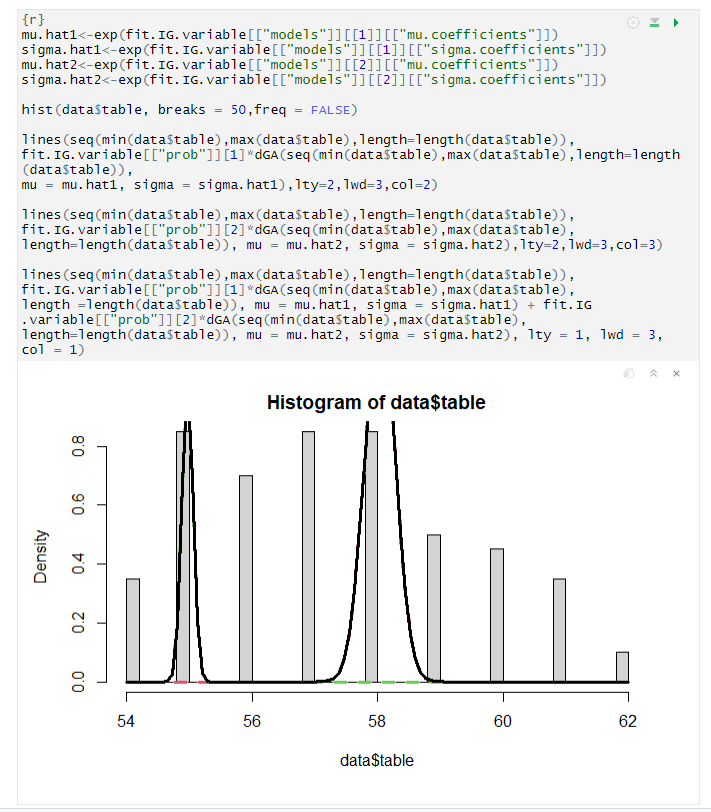 {r}
mu.hat1<-exp(fit.IG.variable[["models"]][[1]][["mu.coefficients"]])
sigma.hat1<-exp(fit.IG.variable[["models"]][[1]][["sigma.coefficients"]])
mu.hat2<-exp(fit.IG.variable[["models"]][[2]][["mu.coefficients"]])
sigma.hat2<-exp(fit.IG.variable[["models"]][[2]][["sigma.coefficients"]])
hist(data$table, breaks = 50,freq = FALSE)
lines(seq(min(data$table),max(data$table),length=length(data$table)),
fit.IG.variable[["prob"]][1]*dGA(seq(min(data$table),max(data$table),length=length
(data$table)),
mu = mu.hat1, sigma = sigma.hat1),lty=2,lwd=3,col=2)
lines(seq(min(data$table),max(data$table),length=length(data$table)),
fit.IG.variable[["prob"]][2]*dGA(seq(min(data$table),max(data$table),
length=length(data$table)), mu = mu.hat2, sigma = sigma.hat2),lty=2,lwd=3,col=3)
lines(seq(min(data$table),max(data$table),length=length(data$table)),
fit.IG.variable[["prob"]][1]*dGA(seq(min(data$table),max(data$table),
length =length(data$table)), mu = mu.hat1, sigma = sigma.hat1) + fit.IG
.variable[["prob"]][2]*dGA(seq(min(data$table),max(data$table),
length=length(data$table)), mu = mu.hat2, sigma = sigma.hat2), lty = 1, lwd = 3,
col = 1)
Histogram of data$table
Density
0.8
0.6
0.4
0.2
0.0
54 56 58 60 62
data$table